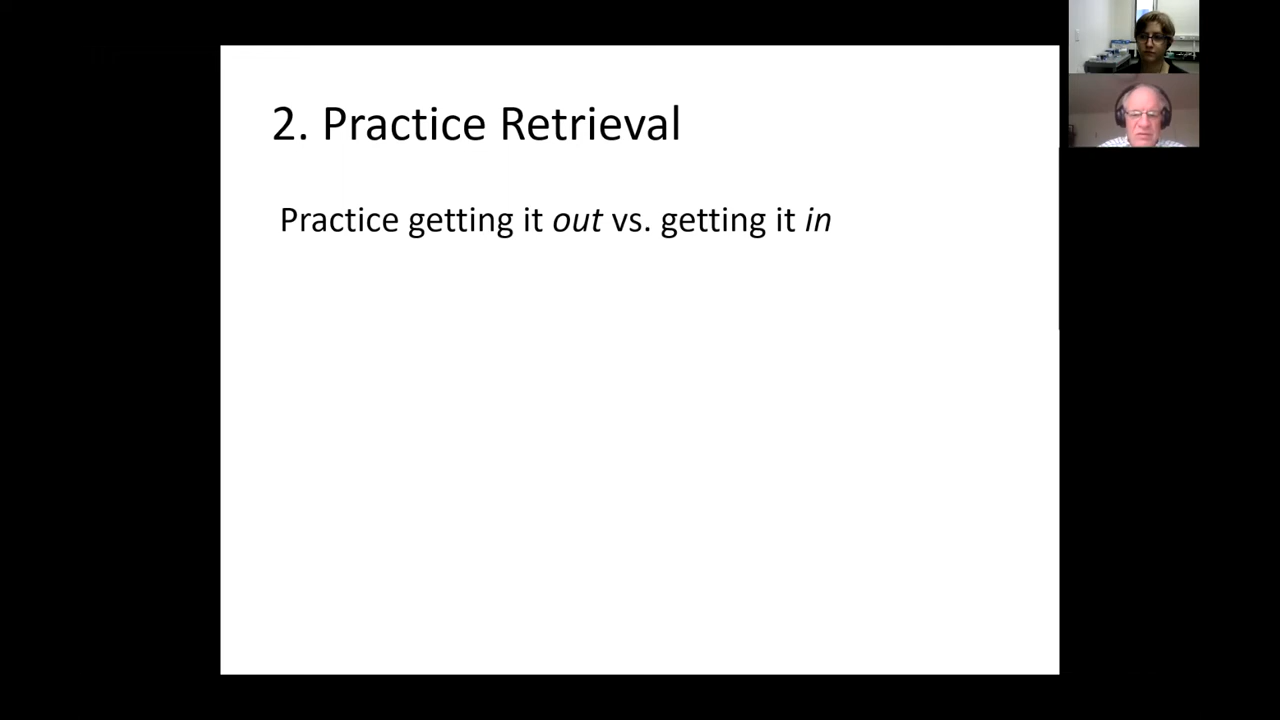 2. Practice Retrieval
Practice getting it out vs. getting it in